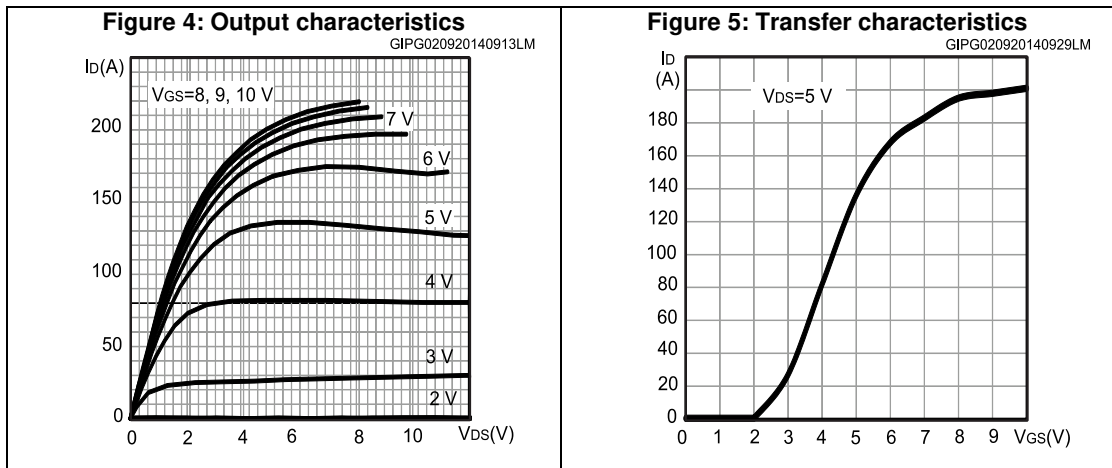 Figure 4: Output characteristics
GIPG020920140913LM
ID(A)
VGS=8, 9, 10 V
7 V
6 V
5 V
4 V
3 V
2 V
200
150
100
50
0
0 2 4 6 8 10 VDS(V)
Figure 5: Transfer characteristics
GIPG020920140929LM
ID
(A)
VDS=5 V
180
160
140
120
100
80
60
40
20
0
0 1 2 3 4 5 6 7 8 9 VGS(V)